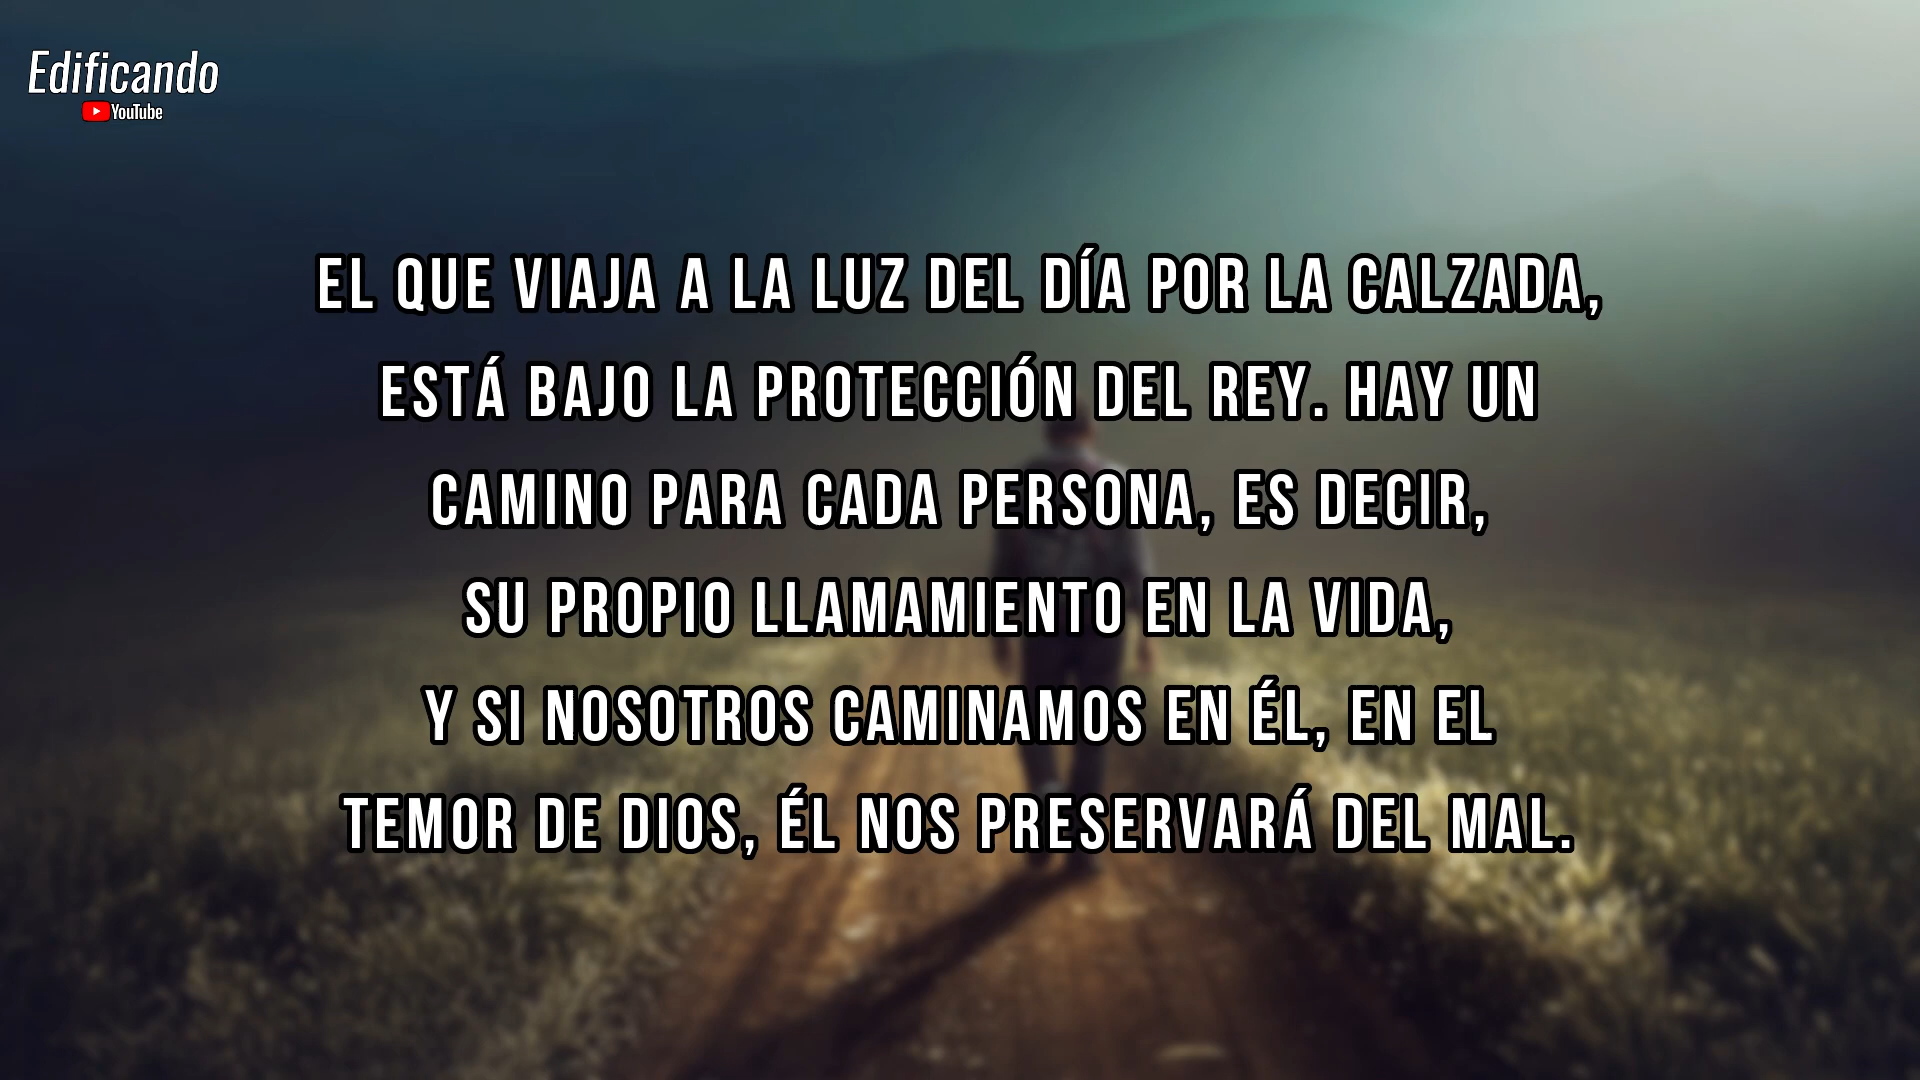 Edificando
YouTube
EL QUE VIAJA A LA LUZ DEL DÍA POR LA CALZADA,
ESTÁ BAJO LA PROTECCIÓN DEL REY. HAY UN
CAMINO PARA CADA PERSONA, ES DECIR,
SU PROPIO LLAMAMIENTO EN LA VIDA,
Y SI NOSOTROS CAMINAMOS EN ÉL, EN EL
TEMOR DE DIOS, ÉL NOS PRESERVARÁ DEL MAL.